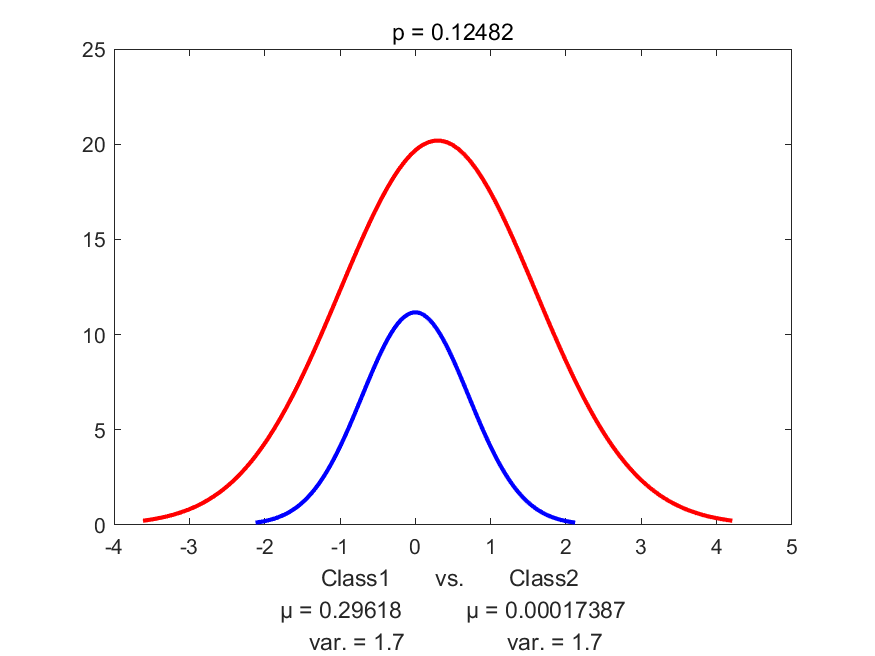 p = 0.12482
25
20
15
10
5
0
-4 -3 -2 -1 0 1 2 3 4 5
Class1 vs. Class2
μ = 0.29618 μ = 0.00017387
var. = 1.7 var. = 1.7